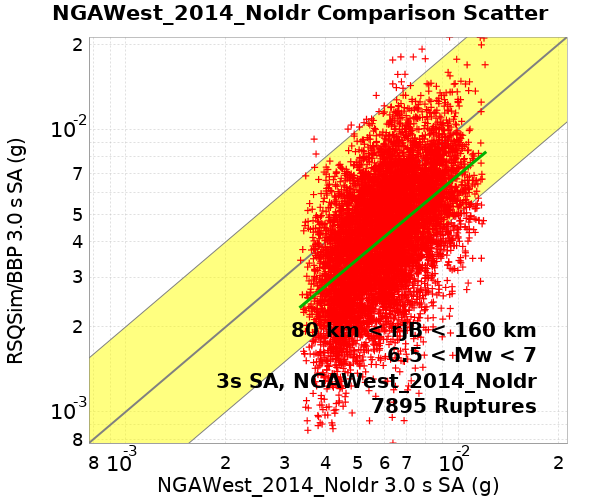 NGAWest_2014_NoIdr Comparison Scatter
RSQSim/BBP 3.0 s SA (g)
2
10-2
7
5
4
3
2
10-3
8
80 km < rJB < 160 km
6.5 < Mw < 7
3s SA, NGAWest_2014_NoIdr
7895 Ruptures
8 10-3 2 3 4 5 6 7 10-2 2
NGAWest_2014_NoIdr 3.0 s SA (g)